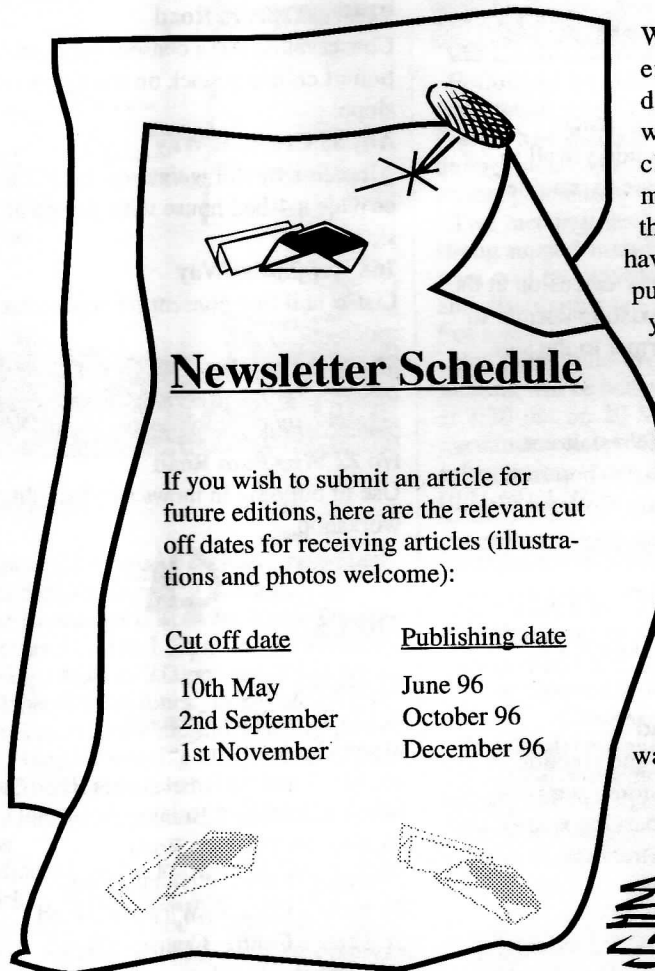 Newsletter Schedule
If you wish to submit an article for
future editions, here are the relevant cut
off dates for receiving articles (illustra-
tions and photos welcome):
Cut off date Publishing date
10th May June 96
2nd September October 96
1st November December 96